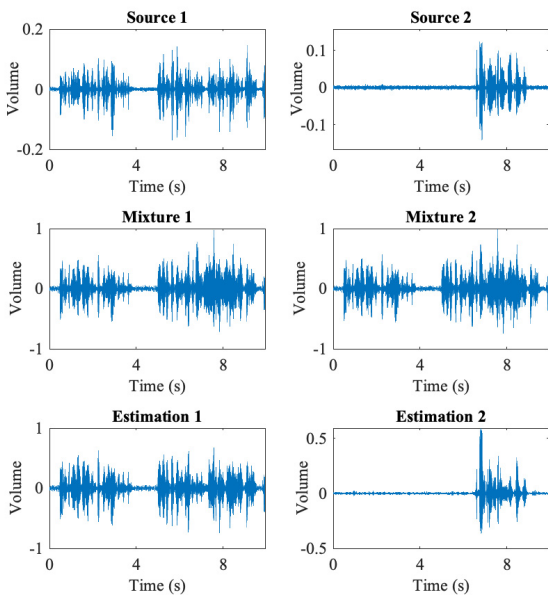 Source 1
0.2
0
-0.2
Volume
0 4 8
Time (s)
Source 2
0.1
0
-0.1
Volume
0 4 8
Time (s)
Mixture 1
1
0
-1
Volume
0 4 8
Time (s)
Mixture 2
1
0
-1
Volume
0 4 8
Time (s)
Estimation 1
1
0
-1
Volume
0 4 8
Time (s)
Estimation 2
0.5
0
-0.5
Volume
0 4 8
Time (s)